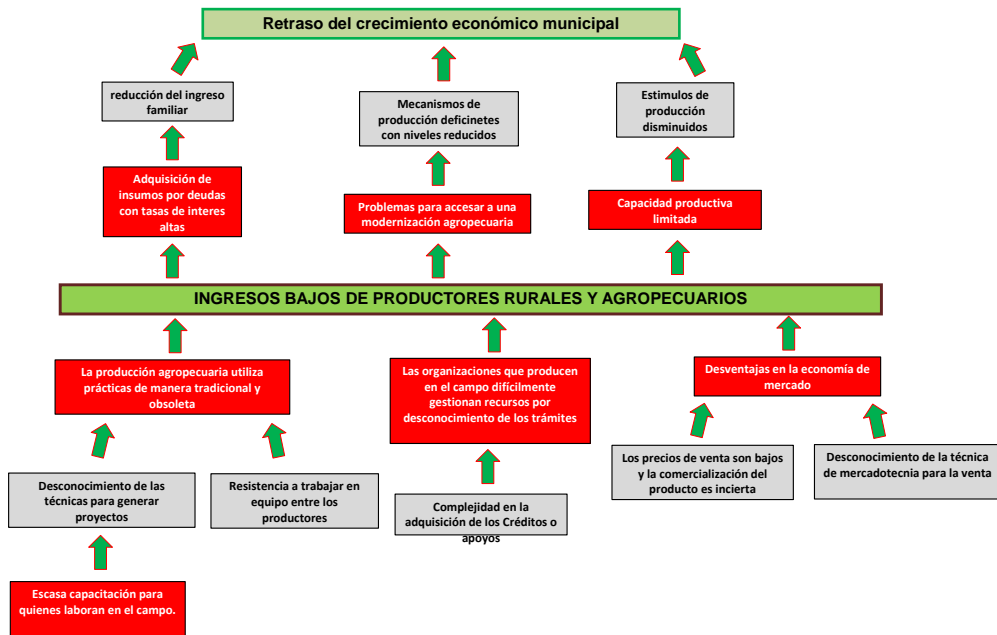 Retraso del crecimiento económico municipal
reducción del ingreso
familiar
Mecanismos de
producción deficinetes
con niveles reducidos
Estimulos de
producción
disminuidos
Adquisición de
insumos por deudas
con tasas de interes
altas
Problemas para accesar a una
modernización agropecuaria
Capacidad productiva
limitada
INGRESOS BAJOS DE PRODUCTORES RURALES Y AGROPECUARIOS
La producción agropecuaria utiliza
prácticas de manera tradicional y
obsoleta
Las organizaciones que producen
en el campo difícilmente
gestionan recursos por
desconocimiento de los trámites
Desventajas en la economía de
mercado
Desconocimiento de las
técnicas para generar
proyectos
Resistencia a trabajar en
equipo entre los
productores
Complejidad en la
adquisición de los Créditos o
apoyos
Los precios de venta son bajos
y la comercialización del
producto es incierta
Desconocimiento de la técnica
de mercadotecnia para la venta
Escasa capacitación para
quienes laboran en el campo.